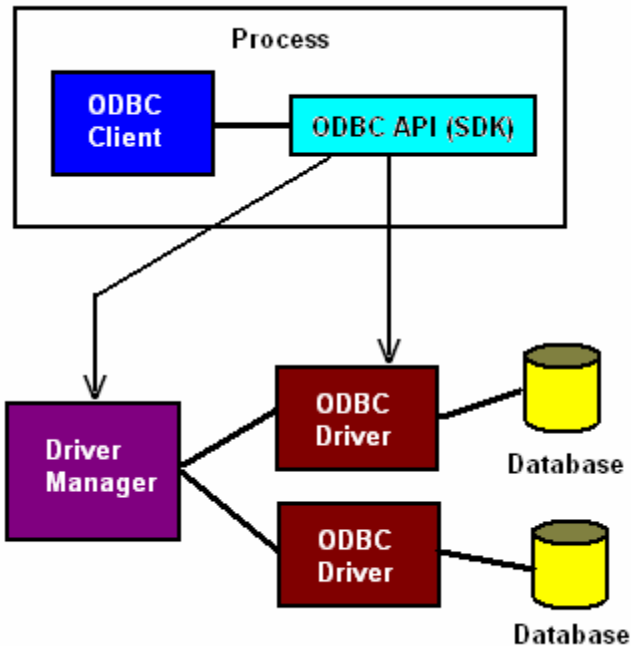 Process
ODBC
Client
ODBC API (SDK)
ODBC
Driver
Driver
Manager
Database
ODBC
Driver
Database